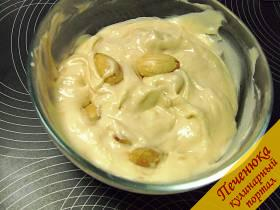 Печенюка
кулинарный
портал